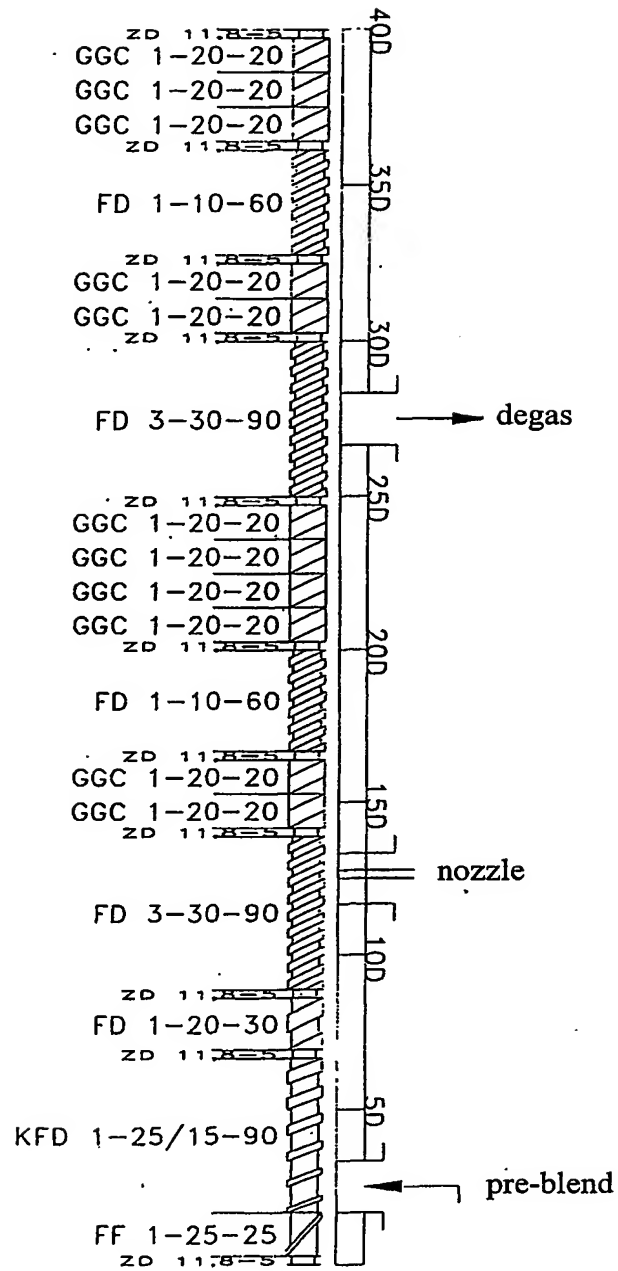 ZD 11.8-5
40D
GGC 1-20-20
GGC 1-20-20
GGC 1-20-20
ZD 11.8-5
35D
FD 1-10-60
ZD 11.8-5
GGC 1-20-20
GGC 1-20-20
ZD 11.8-5
30D
FD 3-30-90
degas
ZD 11.8-5
25D
GGC 1-20-20
GGC 1-20-20
GGC 1-20-20
GGC 1-20-20
ZD 11.8-5
20D
FD 1-10-60
ZD 11.8-5
GGC 1-20-20
GGC 1-20-20
15D
ZD 11.8-5
nozzle
FD 3-30-90
10D
ZD 11.8-5
FD 1-20-30
ZD 11.8-5
5D
KFD 1-25/15-90
pre-blend
FF 1-25-25
ZD 11.8-5